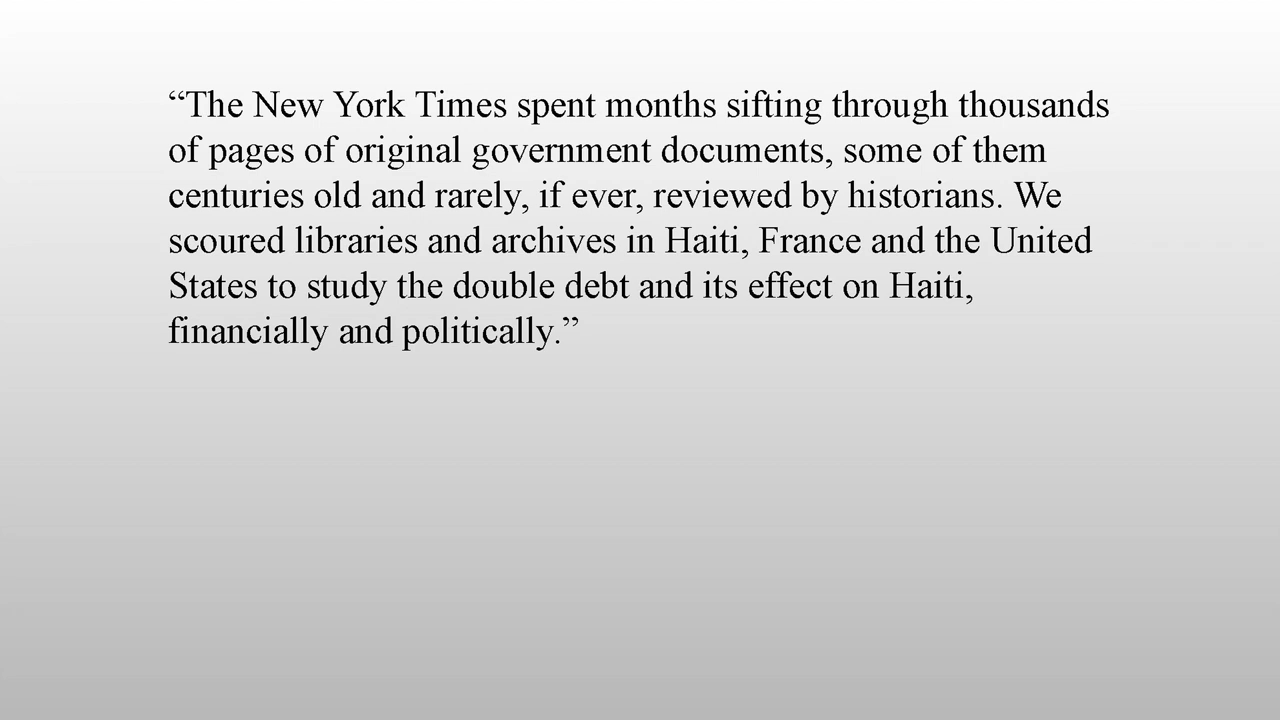 “The New York Times spent months sifting through thousands
of pages of original government documents, some of them
centuries old and rarely, if ever, reviewed by historians. We
scoured libraries and archives in Haiti, France and the United
States to study the double debt and its effect on Haiti,
financially and politically.”